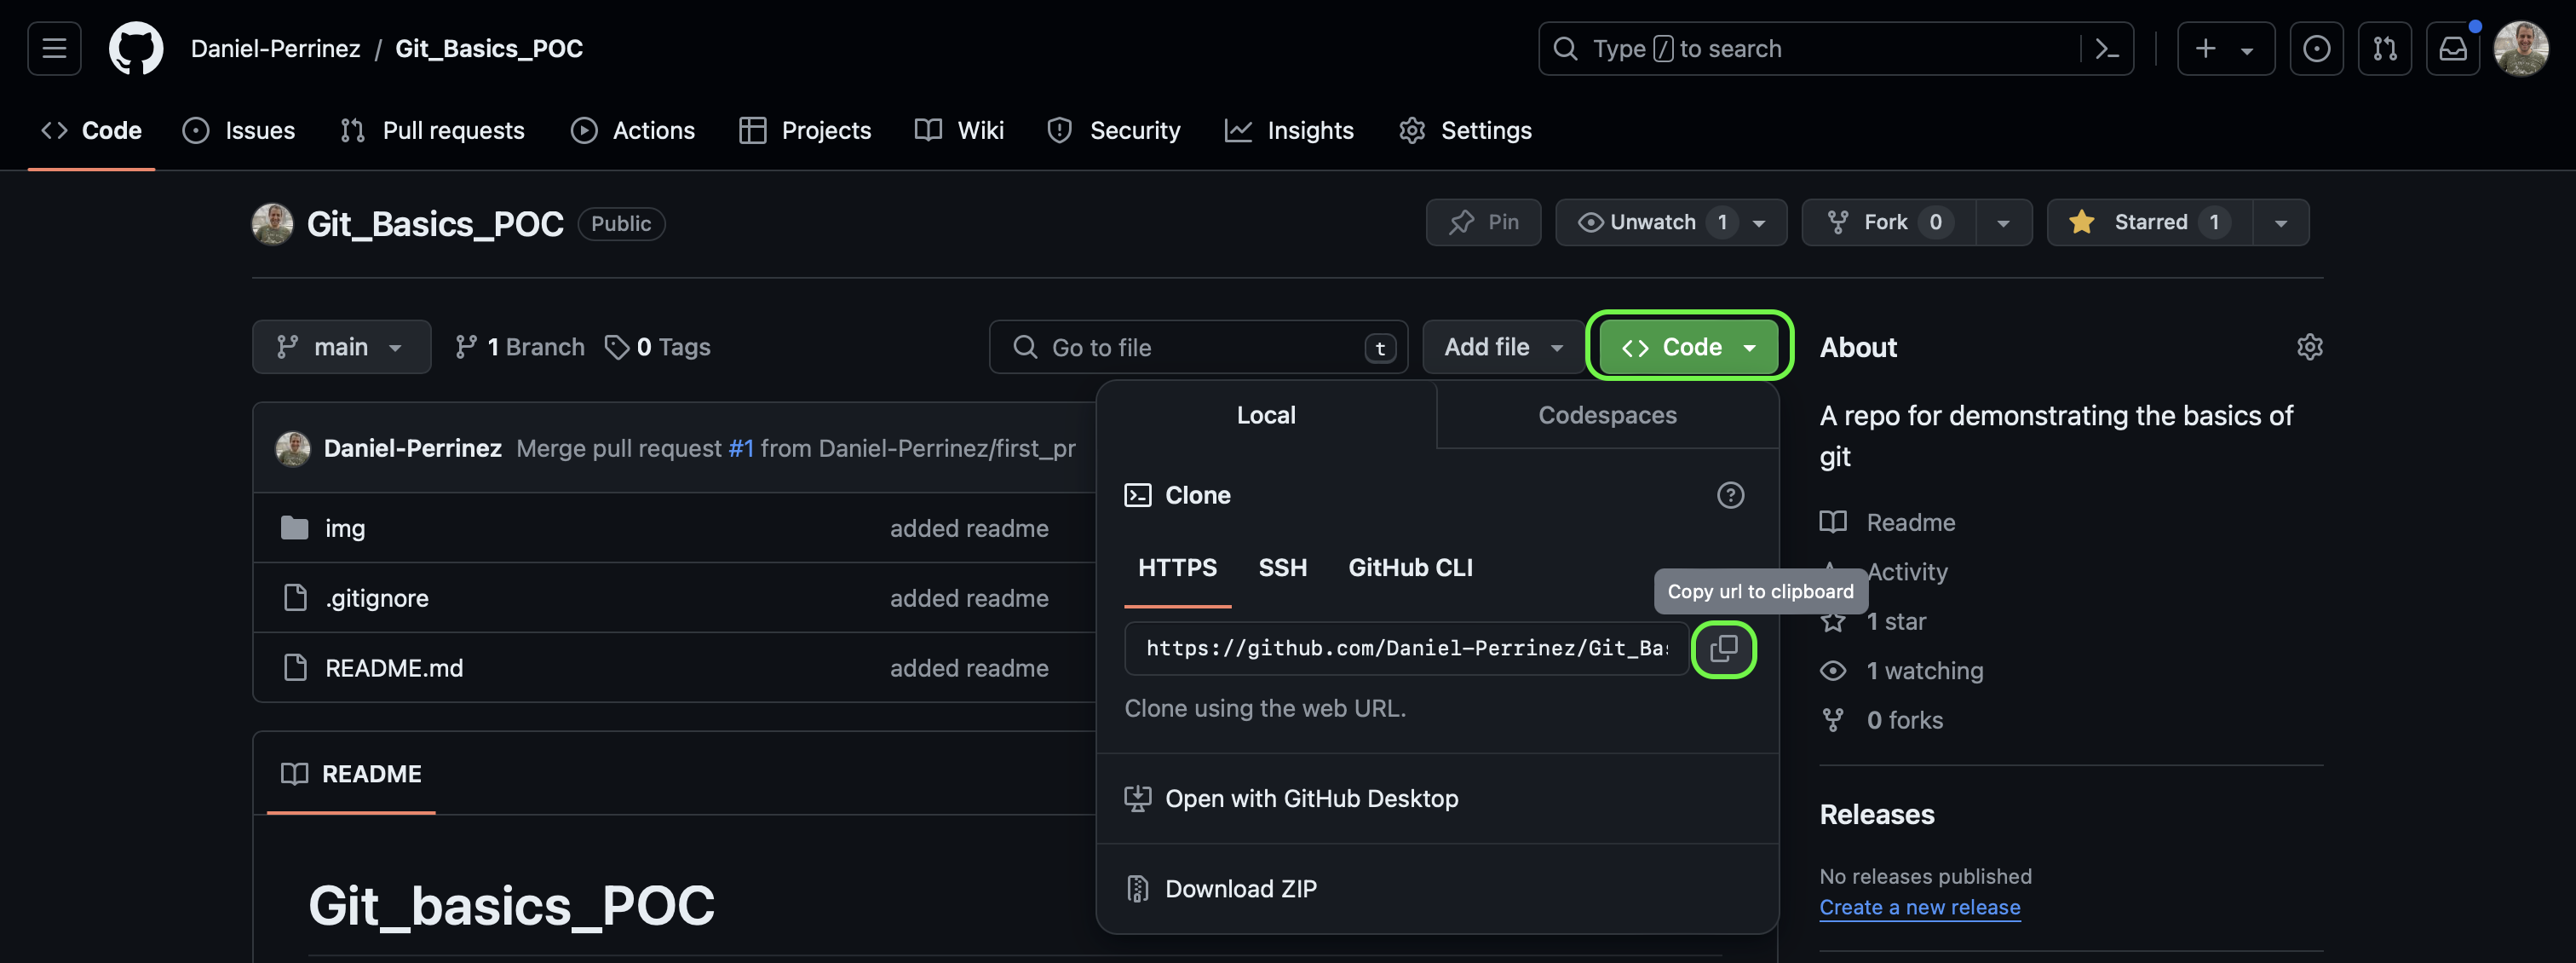 Daniel-Perrinez / Git_Basics_POC
Type / to search
Code
Issues
Pull requests
Actions
Projects
Wiki
Security
Insights
Settings
Git_Basics_POC Public
Pin
Unwatch 1
Fork 0
Starred 1
main
1 Branch
0 Tags
Go to file t
Add file
Code
Daniel-Perrinez Merge pull request #1 from Daniel-Perrinez/first_pr
img added readme
.gitignore added readme
README.md added readme
README
Git_basics_POC
Local
Codespaces
Clone
HTTPS
SSH
GitHub CLI
Copy url to clipboard
https://github.com/Daniel-Perrinez/Git_Bas
Clone using the web URL.
Open with GitHub Desktop
Download ZIP
About
A repo for demonstrating the basics of
git
Readme
Activity
1 star
1 watching
0 forks
Releases
No releases published
Create a new release